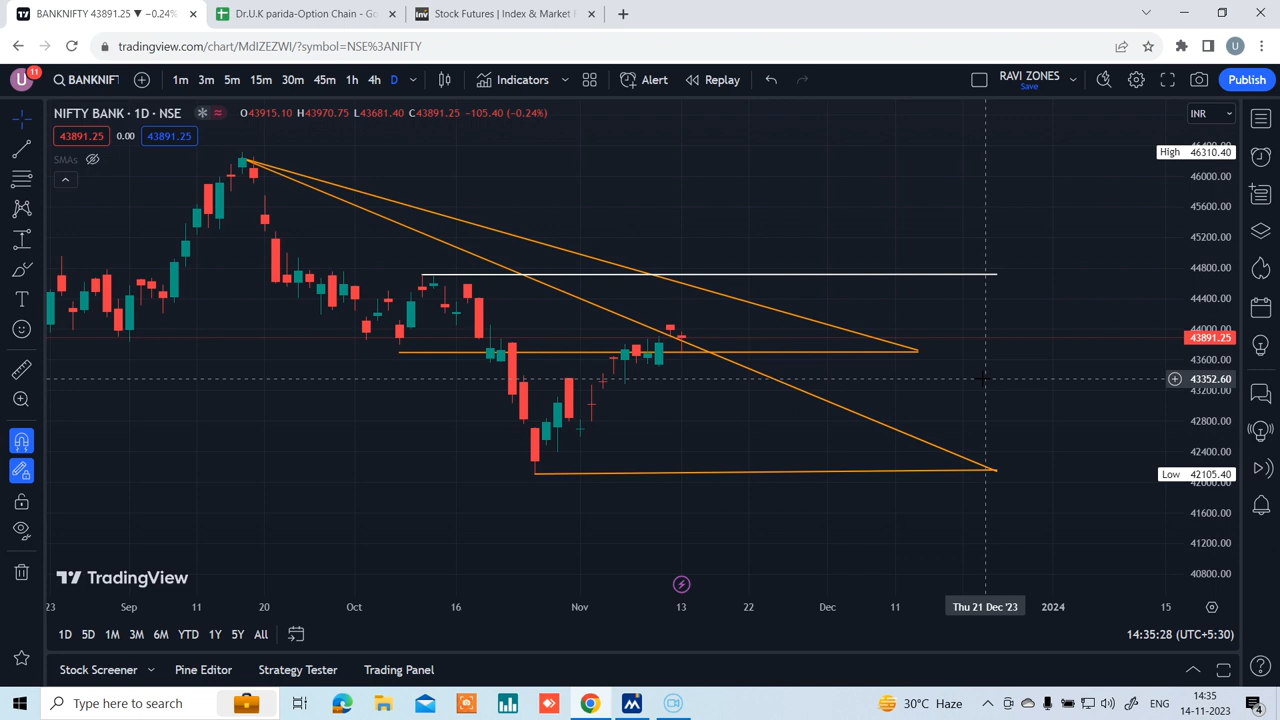 BANKNIFTY 43891.25 ▼ −0.24%
Dr.U.K parida-Option Chain - Go
Inv Stock Futures | Index & Market F
tradingview.com/chart/MdIZEZWI/?symbol=NSE%3ANIFTY
U
U 11 BANKNIFT 1m 3m 5m 15m 30m 45m 1h 4h D Indicators Alert Replay RAVI ZONES Save Publish
NIFTY BANK · 1D · NSE O43915.10 H43970.75 L43681.40 C43891.25 −105.40 (−0.24%) INR
43891.25 0.00 43891.25
SMAs
High 46310.40
46000.00
45600.00
45200.00
44800.00
44400.00
44000.00
43891.25
43600.00
43352.60
43200.00
42800.00
42400.00
Low 42105.40
42000.00
41600.00
41200.00
40800.00
TradingView
23 Sep 11 20 Oct 16 Nov 13 22 Dec 11 Thu 21 Dec '23 2024 15
1D 5D 1M 3M 6M YTD 1Y 5Y All 14:35:28 (UTC+5:30)
Stock Screener Pine Editor Strategy Tester Trading Panel
Type here to search 30°C Haze ENG 14:35
14-11-2023 4